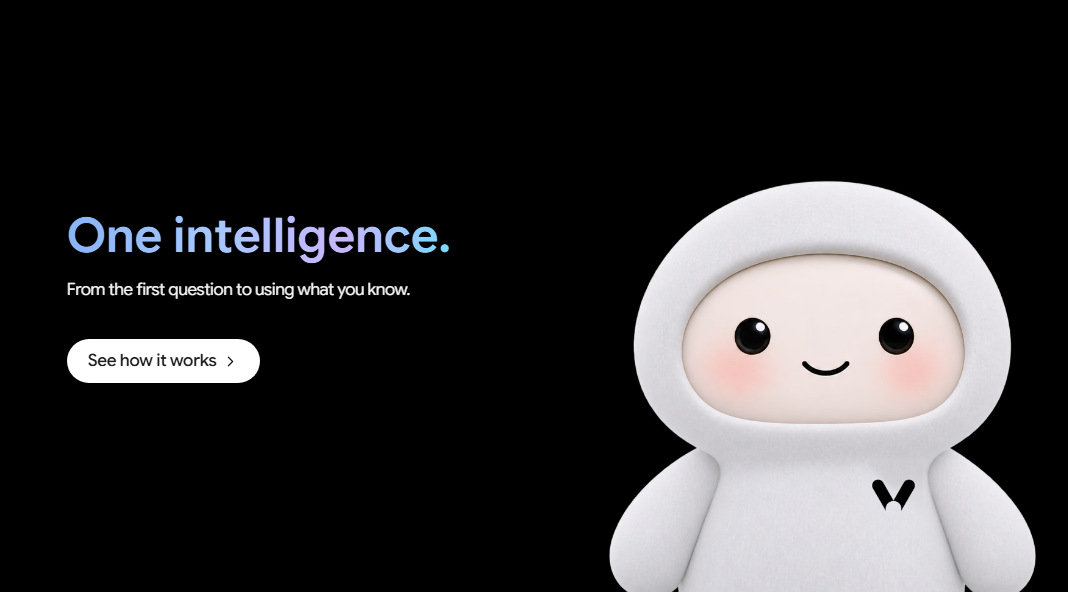 One intelligence.
From the first question to using what you know.
See how it works